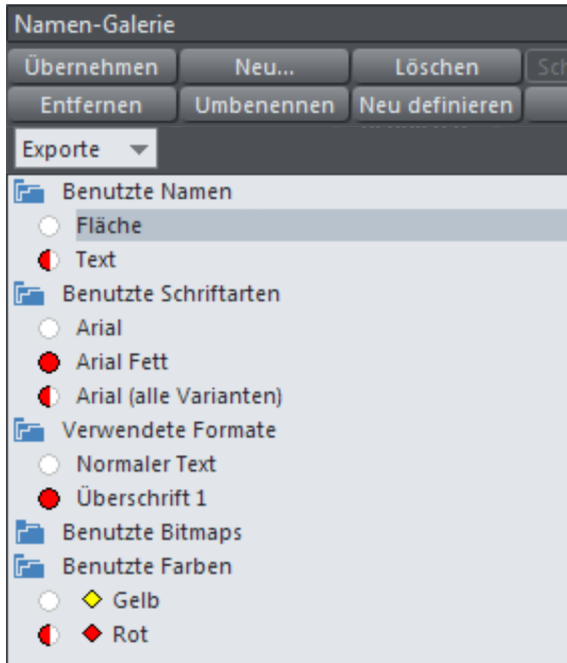 Namen-Galerie
Übernehmen Neu... Löschen Sch
Entfernen Umbenennen Neu definieren
Exporte
Benutzte Namen
Fläche
Text
Benutzte Schriftarten
Arial
Arial Fett
Arial (alle Varianten)
Verwendete Formate
Normaler Text
Überschrift 1
Benutzte Bitmaps
Benutzte Farben
Gelb
Rot